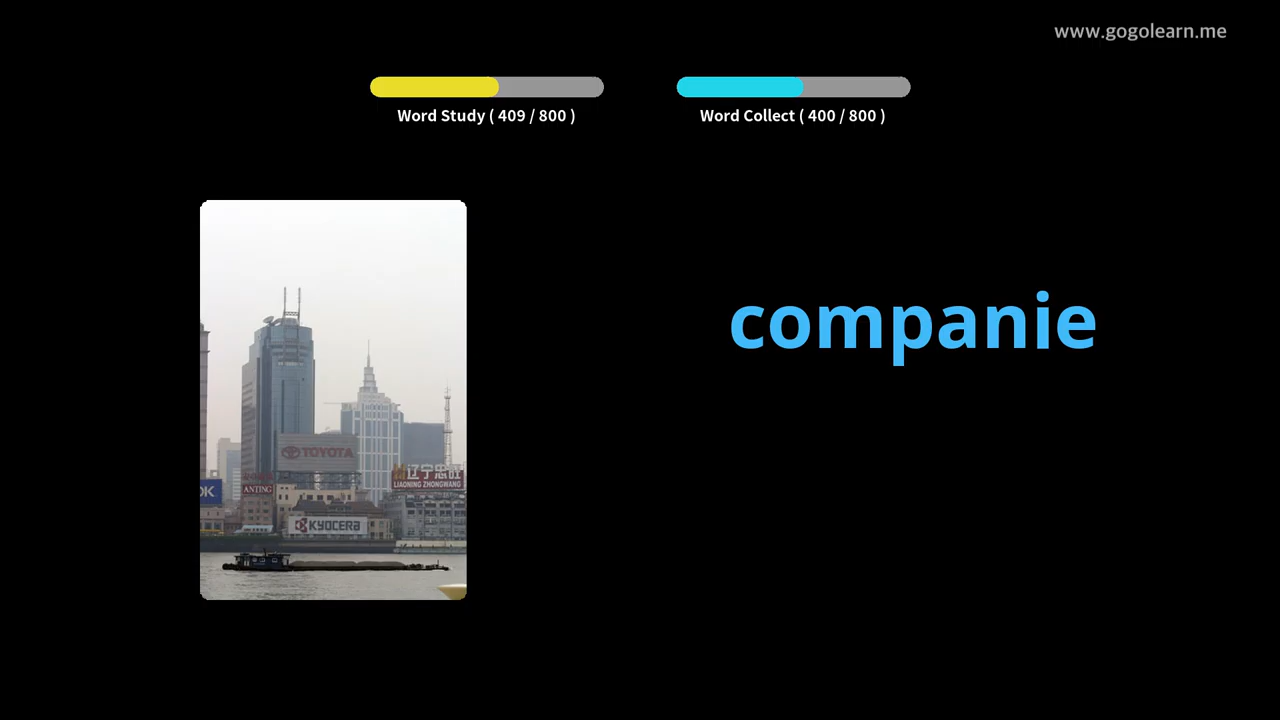 www.gogolearn.me
Word Study ( 409 / 800 )
Word Collect ( 400 / 800 )
companie
TOYOTA
辽宁忠旺
LIAONING ZHONGWANG
OK
ANTING
KYOCERA